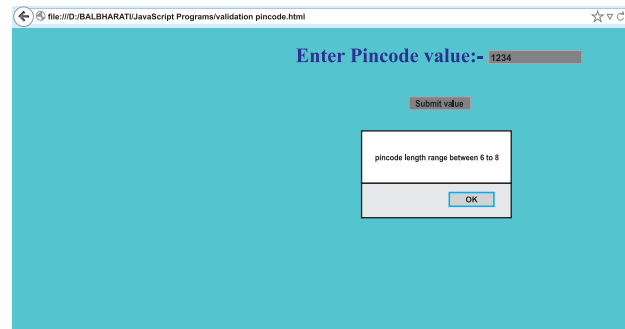 file:///D:/BALBHARATI/JavaScript Programs/validation pincode.html
Enter Pincode value:- 1234
Submit value
pincode length range between 6 to 8
OK